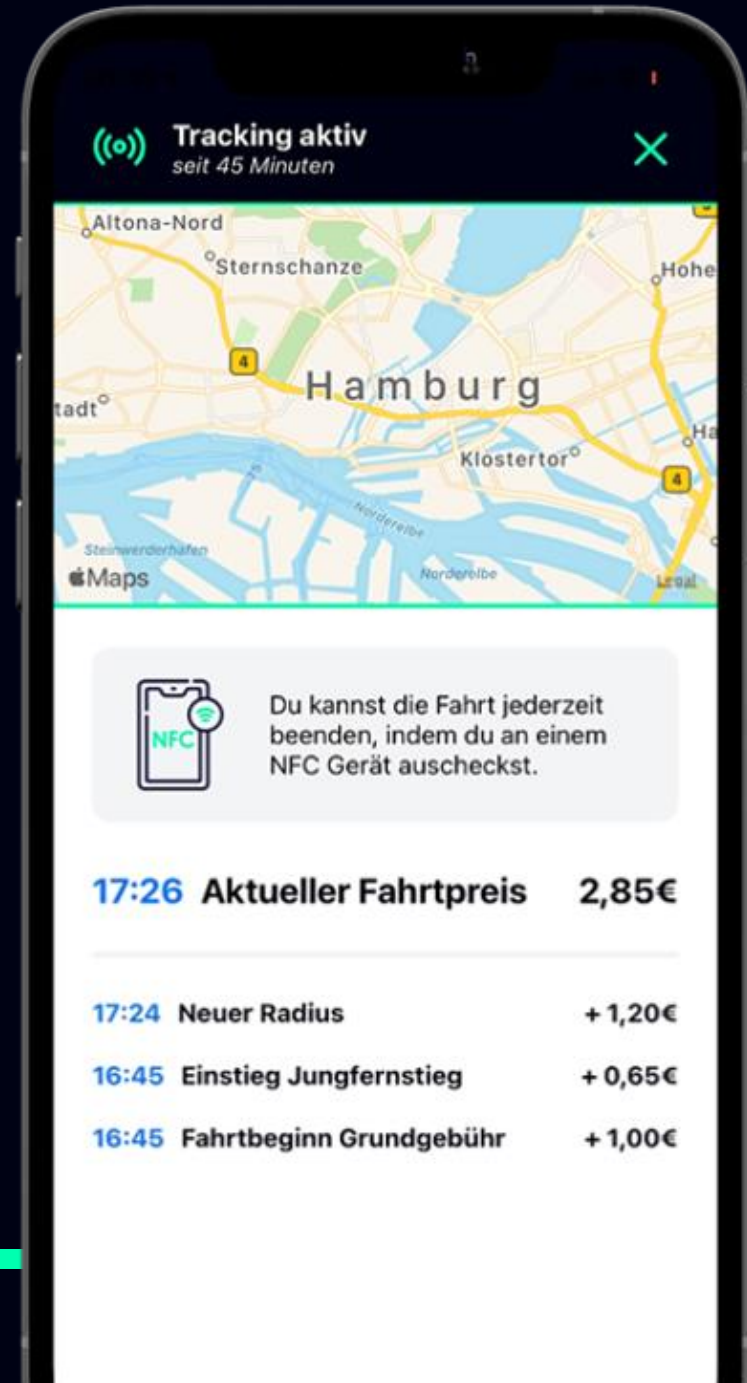 Tracking aktiv
seit 45 Minuten
Altona-Nord
Sternschanze
Hohe
4
Hamburg
tadt
Ha
Klostertor
4
Norderelbe
Steinwerderhafen
Maps
Norderelbe
Legal
NFC
Du kannst die Fahrt jederzeit
beenden, indem du an einem
NFC Gerät auscheckst.
17:26 Aktueller Fahrtpreis 2,85€
17:24 Neuer Radius + 1,20€
16:45 Einstieg Jungfernstieg + 0,65€
16:45 Fahrtbeginn Grundgebühr + 1,00€